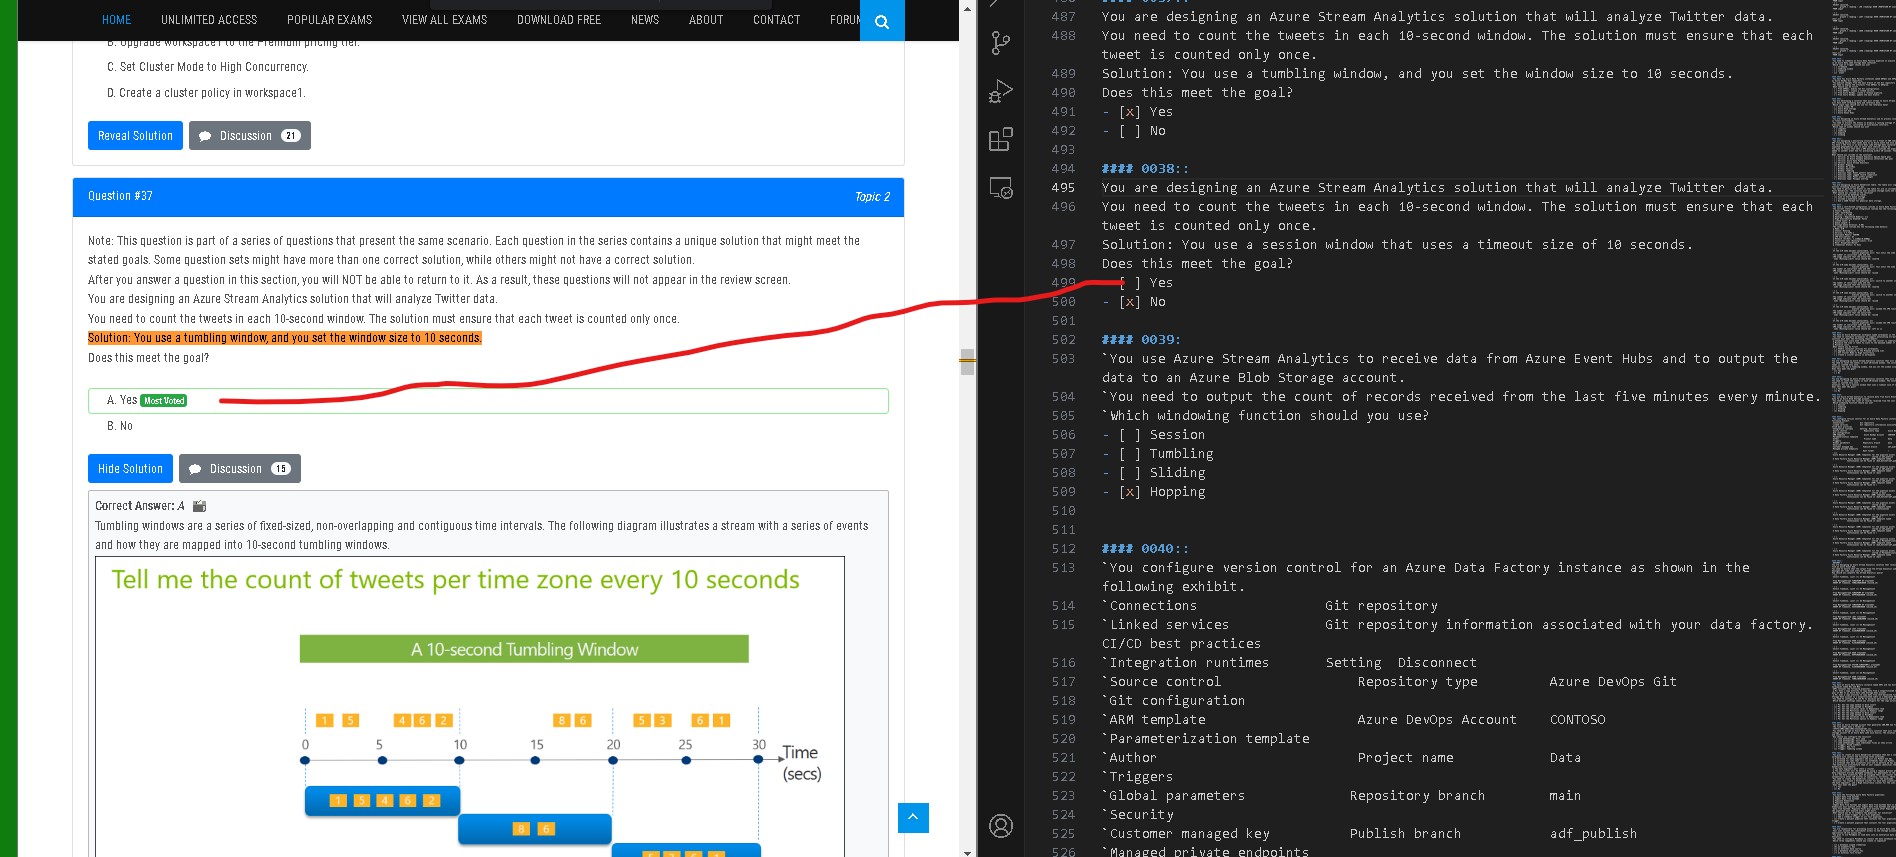 HOME UNLIMITED ACCESS POPULAR EXAMS VIEW ALL EXAMS DOWNLOAD FREE NEWS ABOUT CONTACT FORUM
B. Upgrade workspace1 to the Premium pricing tier.
C. Set Cluster Mode to High Concurrency.
D. Create a cluster policy in workspace1.
Reveal Solution Discussion 21
Question #37 Topic 2
Note: This question is part of a series of questions that present the same scenario. Each question in the series contains a unique solution that might meet the
stated goals. Some question sets might have more than one correct solution, while others might not have a correct solution.
After you answer a question in this section, you will NOT be able to return to it. As a result, these questions will not appear in the review screen.
You are designing an Azure Stream Analytics solution that will analyze Twitter data.
You need to count the tweets in each 10-second window. The solution must ensure that each tweet is counted only once.
Solution: You use a tumbling window, and you set the window size to 10 seconds.
Does this meet the goal?
A. Yes Most Voted
B. No
Hide Solution Discussion 15
Correct Answer: A
Tumbling windows are a series of fixed-sized, non-overlapping and contiguous time intervals. The following diagram illustrates a stream with a series of events
and how they are mapped into 10-second tumbling windows.
Tell me the count of tweets per time zone every 10 seconds
A 10-second Tumbling Window
1 5 4 6 2 8 6 5 3 6 1
0 5 10 15 20 25 30 Time
(secs)
1 5 4 6 2
8 6
5 3 6 1
487 You are designing an Azure Stream Analytics solution that will analyze Twitter data.
488 You need to count the tweets in each 10-second window. The solution must ensure that each
tweet is counted only once.
489 Solution: You use a tumbling window, and you set the window size to 10 seconds.
490 Does this meet the goal?
491 - [x] Yes
492 - [ ] No
493
494 #### 0038::
495 You are designing an Azure Stream Analytics solution that will analyze Twitter data.
496 You need to count the tweets in each 10-second window. The solution must ensure that each
tweet is counted only once.
497 Solution: You use a session window that uses a timeout size of 10 seconds.
498 Does this meet the goal?
499 [ ] Yes
500 - [x] No
501
502 #### 0039:
503 `You use Azure Stream Analytics to receive data from Azure Event Hubs and to output the
data to an Azure Blob Storage account.
504 `You need to output the count of records received from the last five minutes every minute.
505 `Which windowing function should you use?
506 - [ ] Session
507 - [ ] Tumbling
508 - [ ] Sliding
509 - [x] Hopping
510
511
512 #### 0040::
513 `You configure version control for an Azure Data Factory instance as shown in the
following exhibit.
514 `Connections Git repository
515 `Linked services Git repository information associated with your data factory.
CI/CD best practices
516 `Integration runtimes Setting Disconnect
517 `Source control Repository type Azure DevOps Git
518 `Git configuration
519 `ARM template Azure DevOps Account CONTOSO
520 `Parameterization template
521 `Author Project name Data
522 `Triggers
523 `Global parameters Repository branch main
524 `Security
525 `Customer managed key Publish branch adf_publish
526 `Managed private endpoints